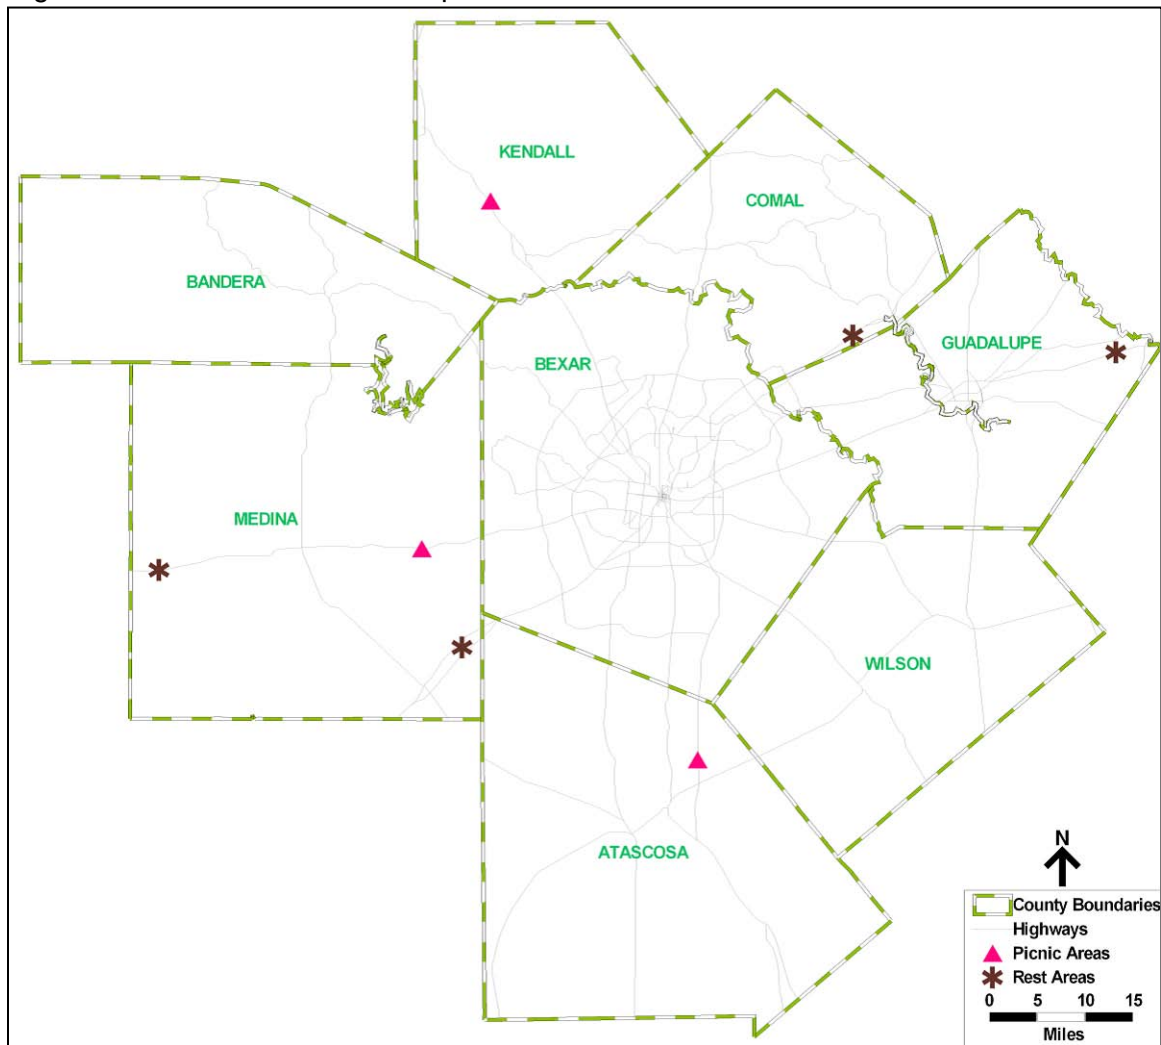 KENDALL
COMAL
BANDERA
GUADALUPE
BEXAR
MEDINA
WILSON
ATASCOSA
N
County Boundaries
Highways
Picnic Areas
Rest Areas
0 5 10 15
Miles